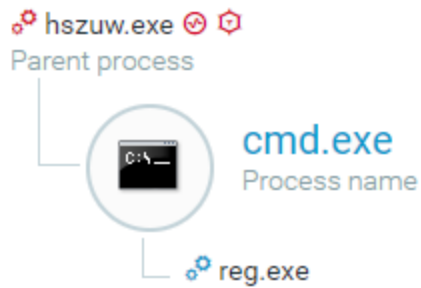 hszuw.exe
Parent process
C:\_
cmd.exe
Process name
reg.exe